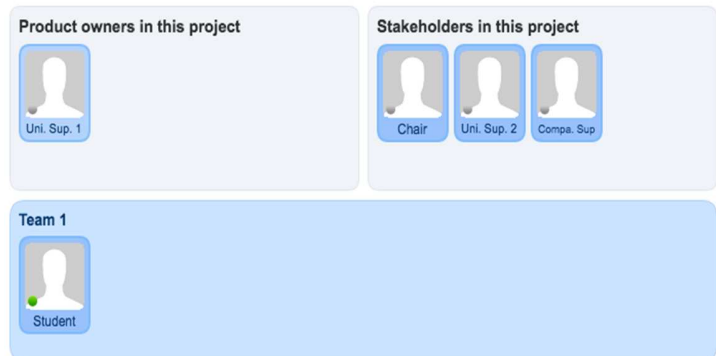 Product owners in this project
Uni. Sup. 1
Stakeholders in this project
Chair
Uni. Sup. 2
Compa. Sup
Team 1
Student